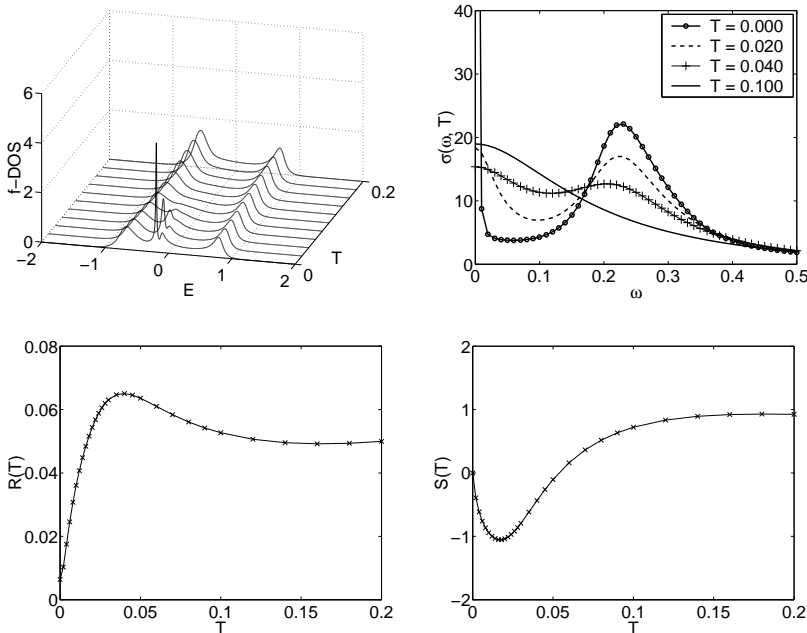 6
4
2
0
f-DOS
−2
−1
0
1
2
E
−1
0
1
0
0.2
T
40
30
20
10
0
σ(ω, T)
T = 0.000
T = 0.020
T = 0.040
T = 0.100
0 0.1 0.2 0.3 0.4 0.5
ω
0.08
0.06
0.04
0.02
0
R(T)
0 0.05 0.1 0.15 0.2
T
2
1
0
−1
−2
S(T)
0 0.05 0.1 0.15 0.2
T